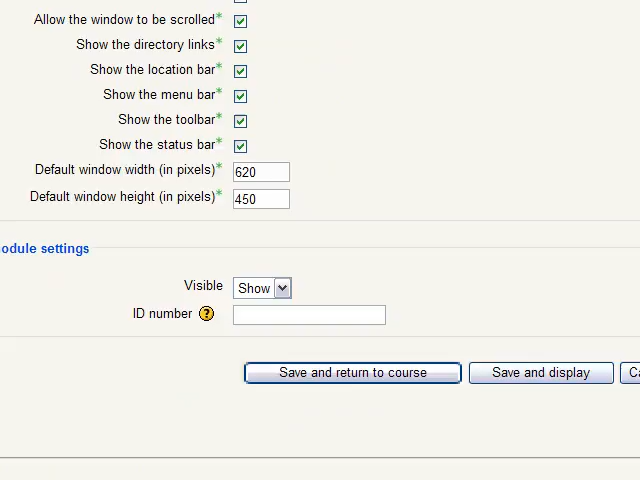 Allow the window to be scrolled*
Show the directory links*
Show the location bar*
Show the menu bar*
Show the toolbar*
Show the status bar*
Default window width (in pixels)* 620
Default window height (in pixels)* 450
odule settings
Visible Show
ID number ?
Save and return to course Save and display Ca